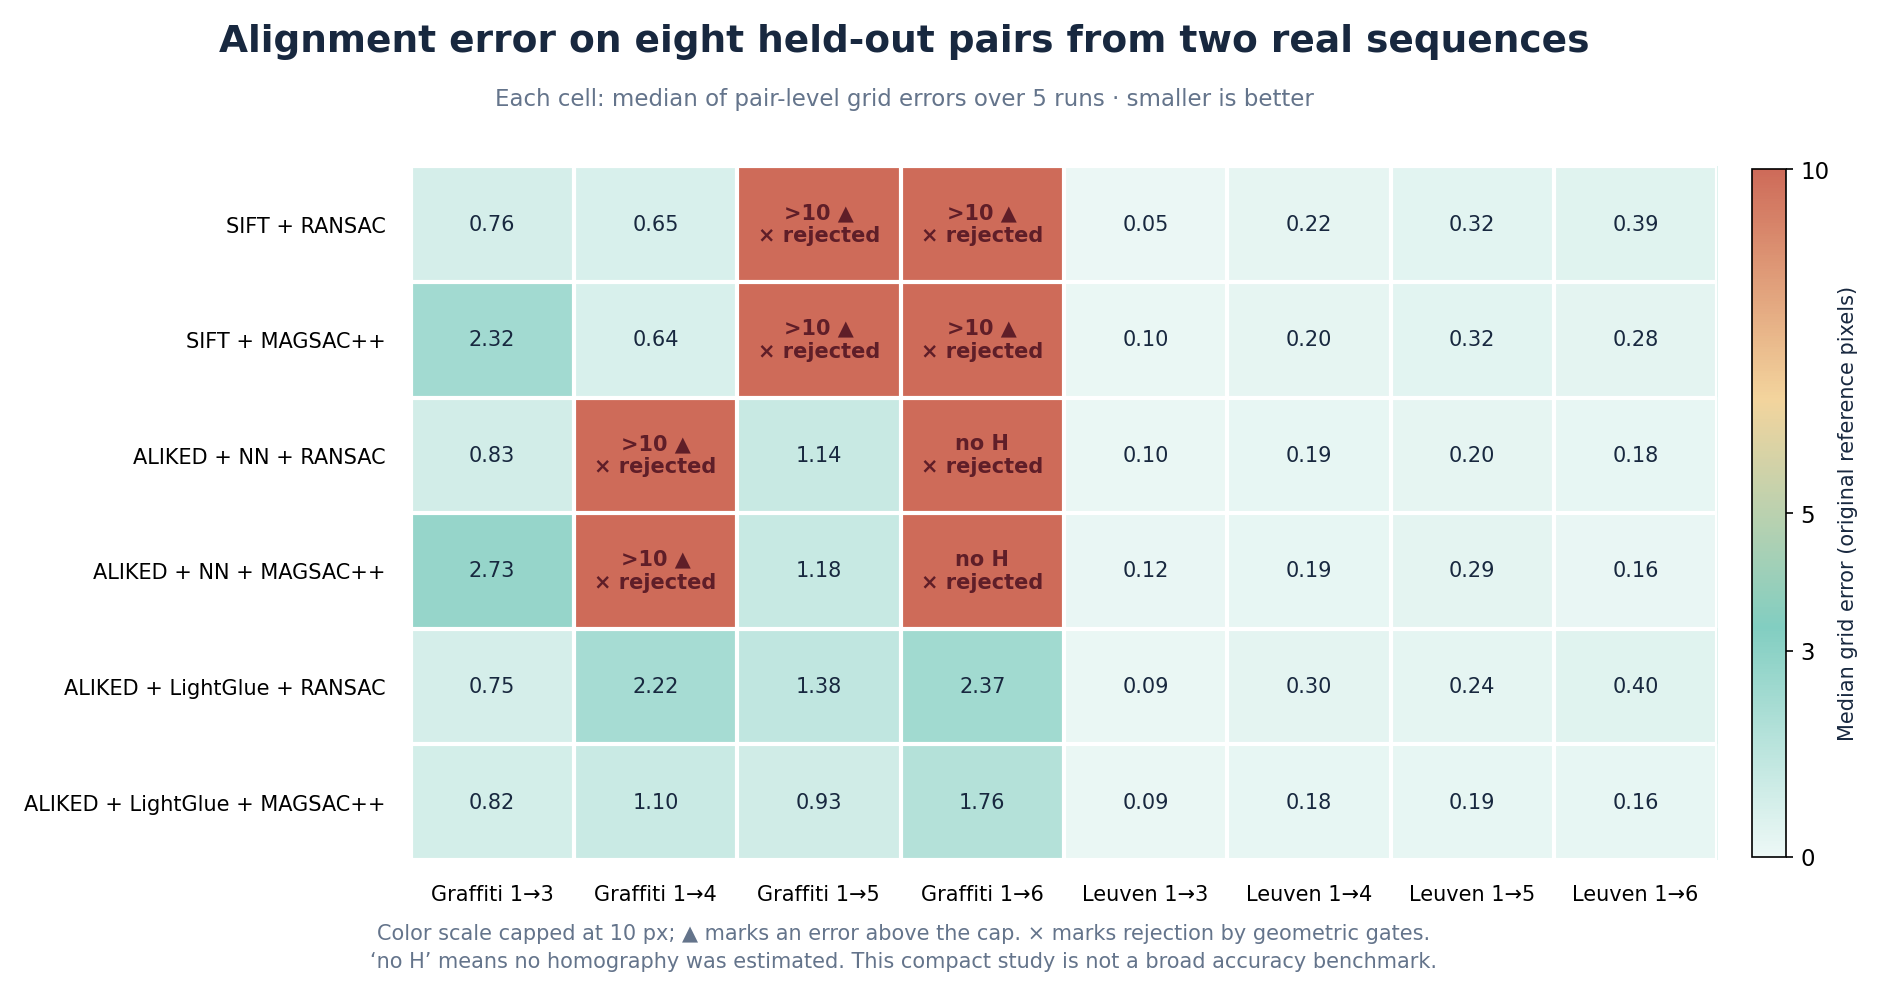 Alignment error on eight held-out pairs from two real sequences
Each cell: median of pair-level grid errors over 5 runs · smaller is better
SIFT + RANSAC
0.76
0.65
>10 ▲
× rejected
>10 ▲
× rejected
0.05
0.22
0.32
0.39
SIFT + MAGSAC++
2.32
0.64
>10 ▲
× rejected
>10 ▲
× rejected
0.10
0.20
0.32
0.28
ALIKED + NN + RANSAC
0.83
>10 ▲
× rejected
1.14
no H
× rejected
0.10
0.19
0.20
0.18
ALIKED + NN + MAGSAC++
2.73
>10 ▲
× rejected
1.18
no H
× rejected
0.12
0.19
0.29
0.16
ALIKED + LightGlue + RANSAC
0.75
2.22
1.38
2.37
0.09
0.30
0.24
0.40
ALIKED + LightGlue + MAGSAC++
0.82
1.10
0.93
1.76
0.09
0.18
0.19
0.16
Graffiti 1→3
Graffiti 1→4
Graffiti 1→5
Graffiti 1→6
Leuven 1→3
Leuven 1→4
Leuven 1→5
Leuven 1→6
10
5
3
0
Median grid error (original reference pixels)
Color scale capped at 10 px; ▲ marks an error above the cap. × marks rejection by geometric gates.
‘no H’ means no homography was estimated. This compact study is not a broad accuracy benchmark.